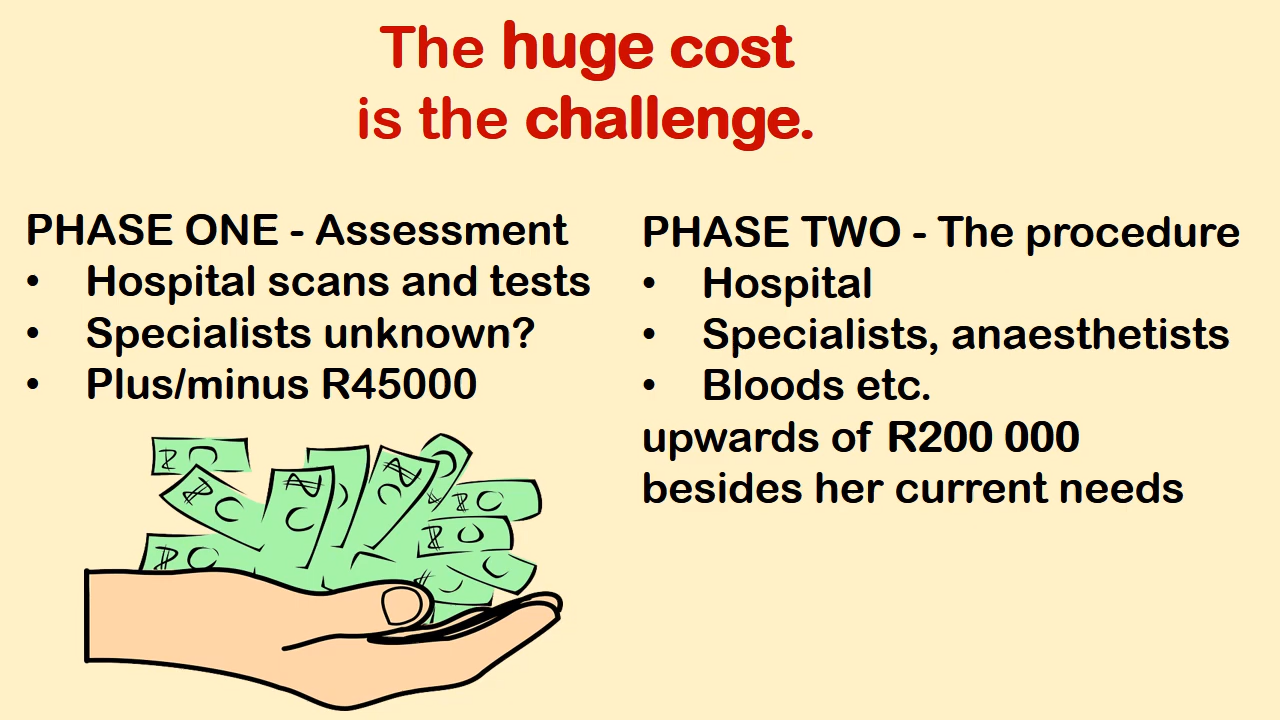 The huge cost
is the challenge.
PHASE ONE - Assessment
• Hospital scans and tests
• Specialists unknown?
• Plus/minus R45000
PHASE TWO - The procedure
• Hospital
• Specialists, anaesthetists
• Bloods etc.
upwards of R200 000
besides her current needs